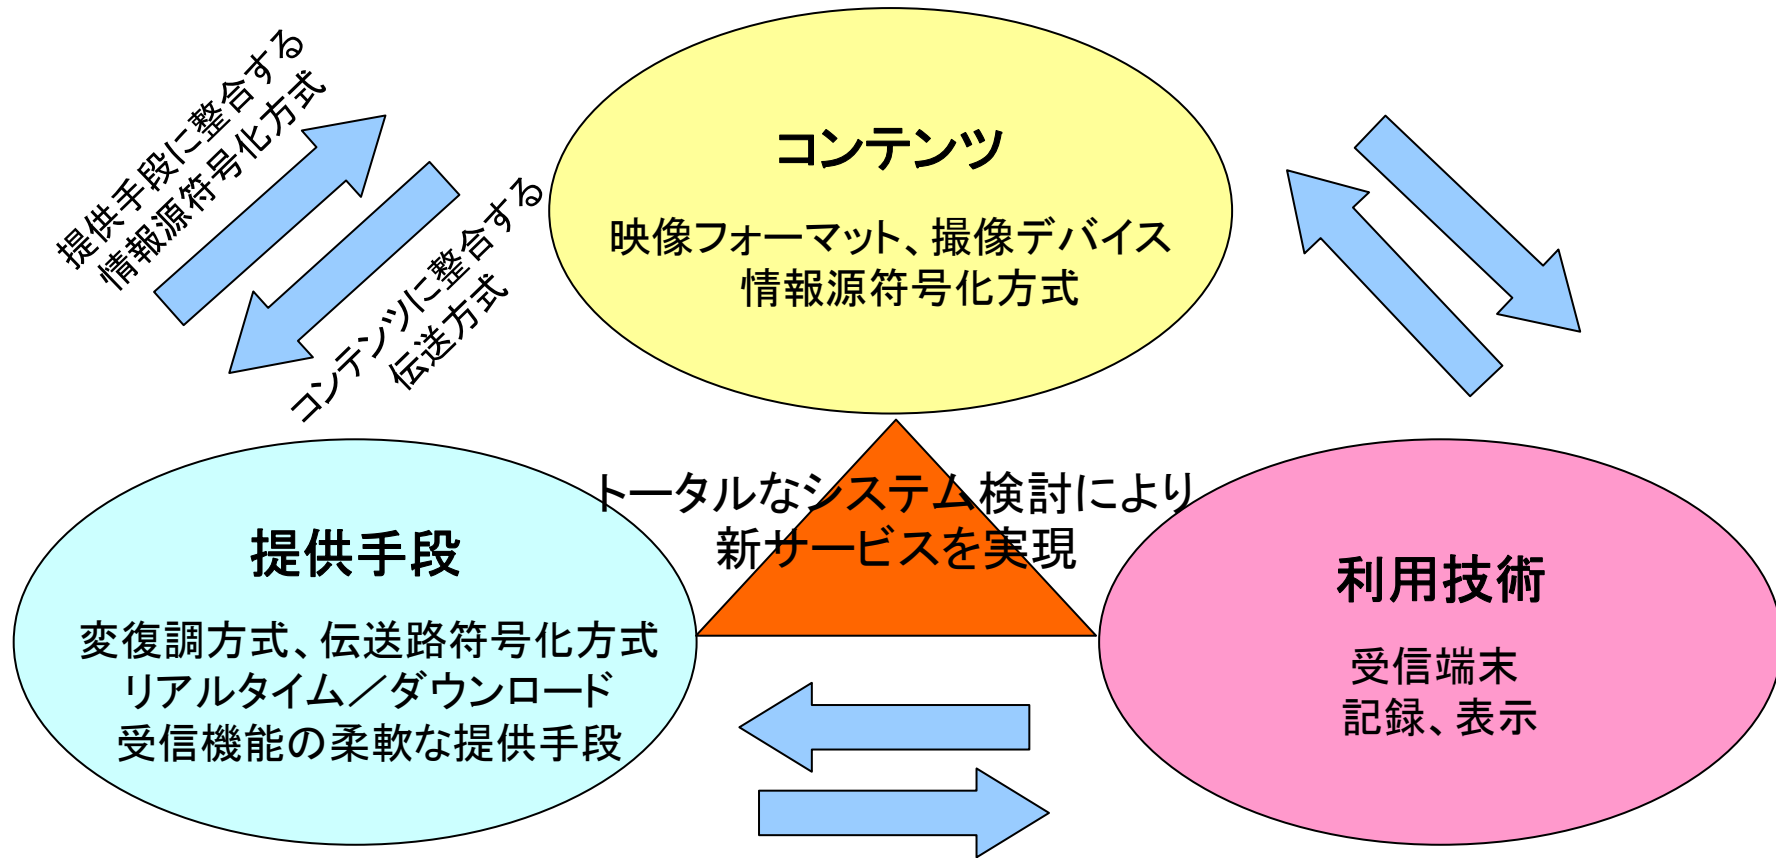 提供手段に整合する
情報源符号化方式
コンテンツに整合する
伝送方式
コンテンツ
映像フォーマット、撮像デバイス
情報源符号化方式
トータルなシステム検討により
新サービスを実現
提供手段
変復調方式、伝送路符号化方式
リアルタイム／ダウンロード
受信機能の柔軟な提供手段
利用技術
受信端末
記録、表示